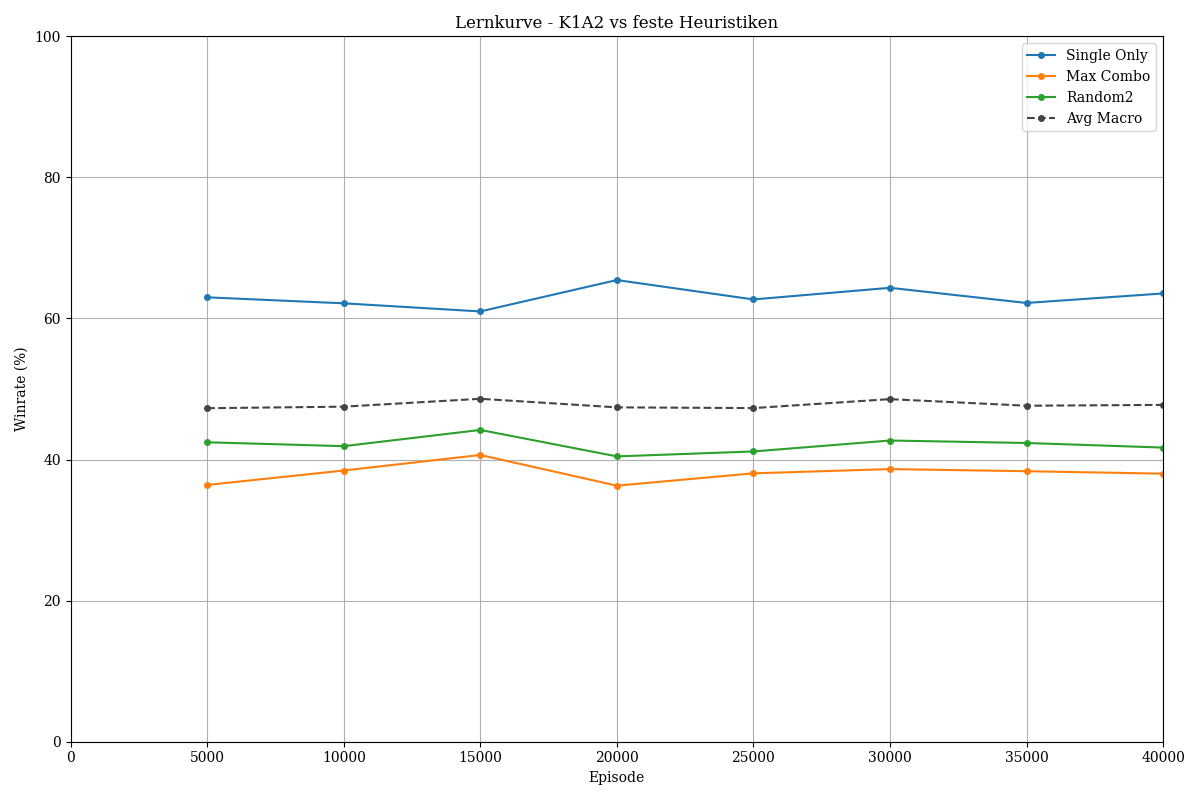 Lernkurve - K1A2 vs feste Heuristiken
100
80
60
40
20
0
Winrate (%)
Single Only
Max Combo
Random2
Avg Macro
0 5000 10000 15000 20000 25000 30000 35000 40000
Episode